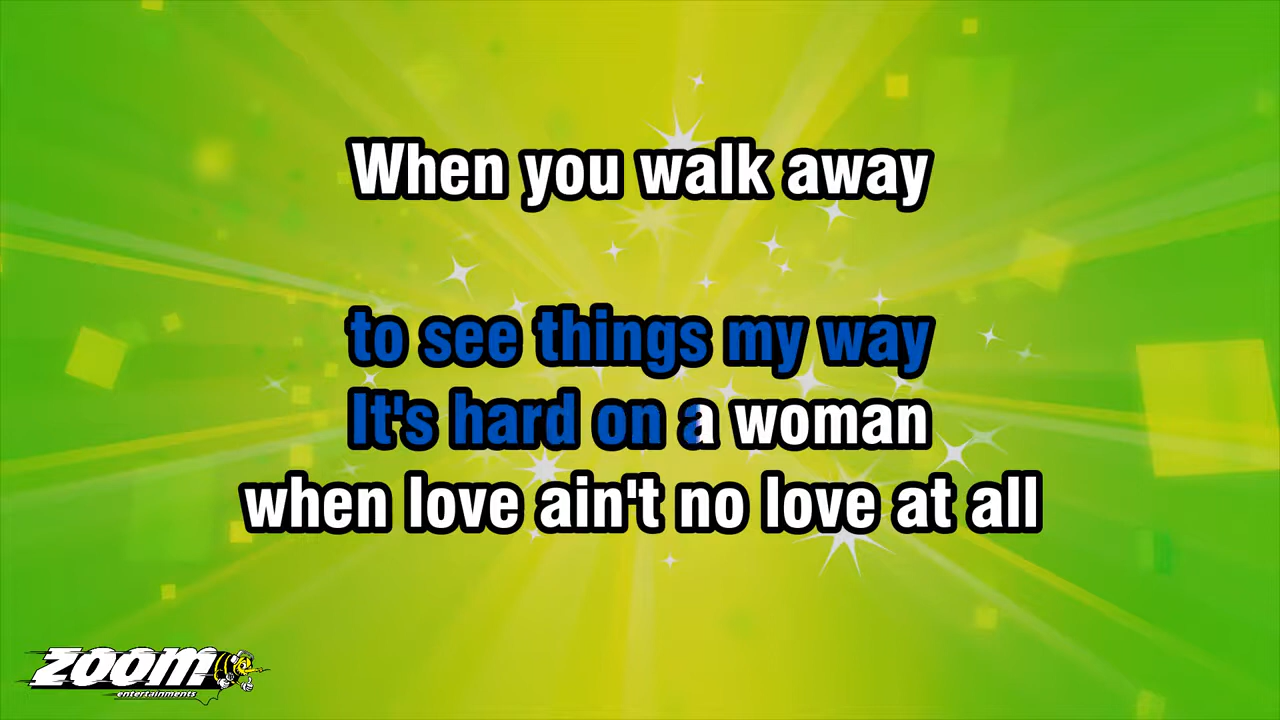 When you walk away
to see things my way
It's hard on a woman
when love ain't no love at all
zoom
entertainments